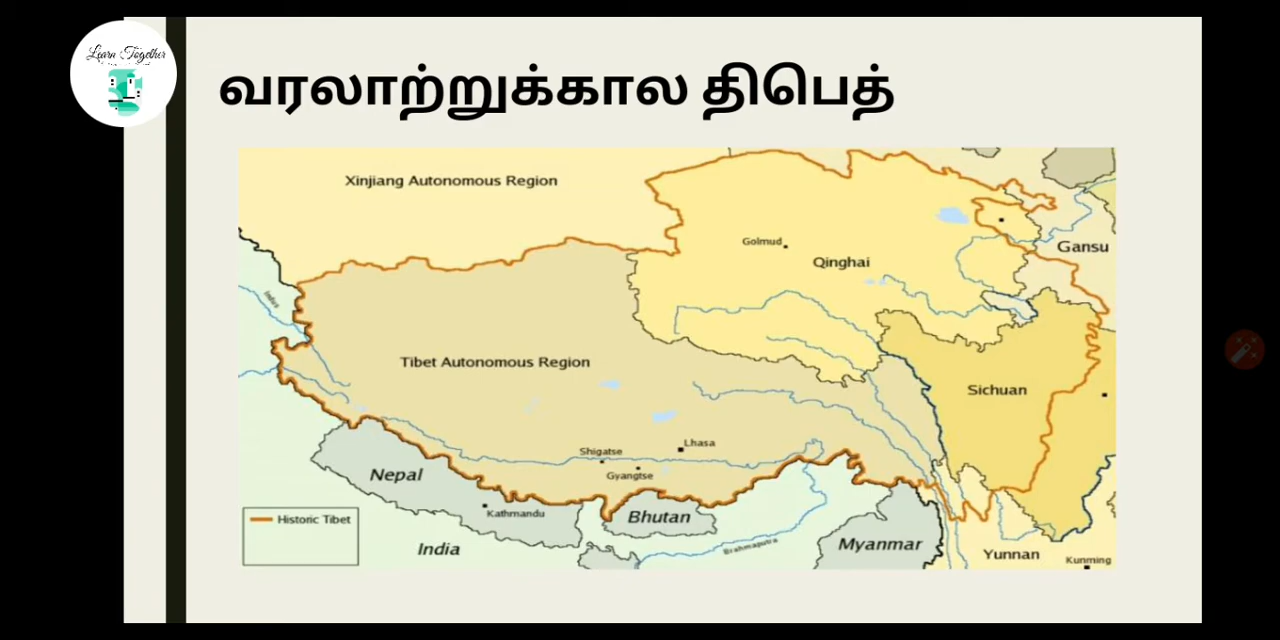 Learn Together
வரலாற்றுக்கால திபெத்
Xinjiang Autonomous Region
Golmud
Qinghai
Gansu
Indus
Tibet Autonomous Region
Sichuan
Lhasa
Shigatse
Gyangtse
Nepal
Kathmandu
Bhutan
Historic Tibet
India
Brahmaputra
Myanmar
Yunnan
Kunming